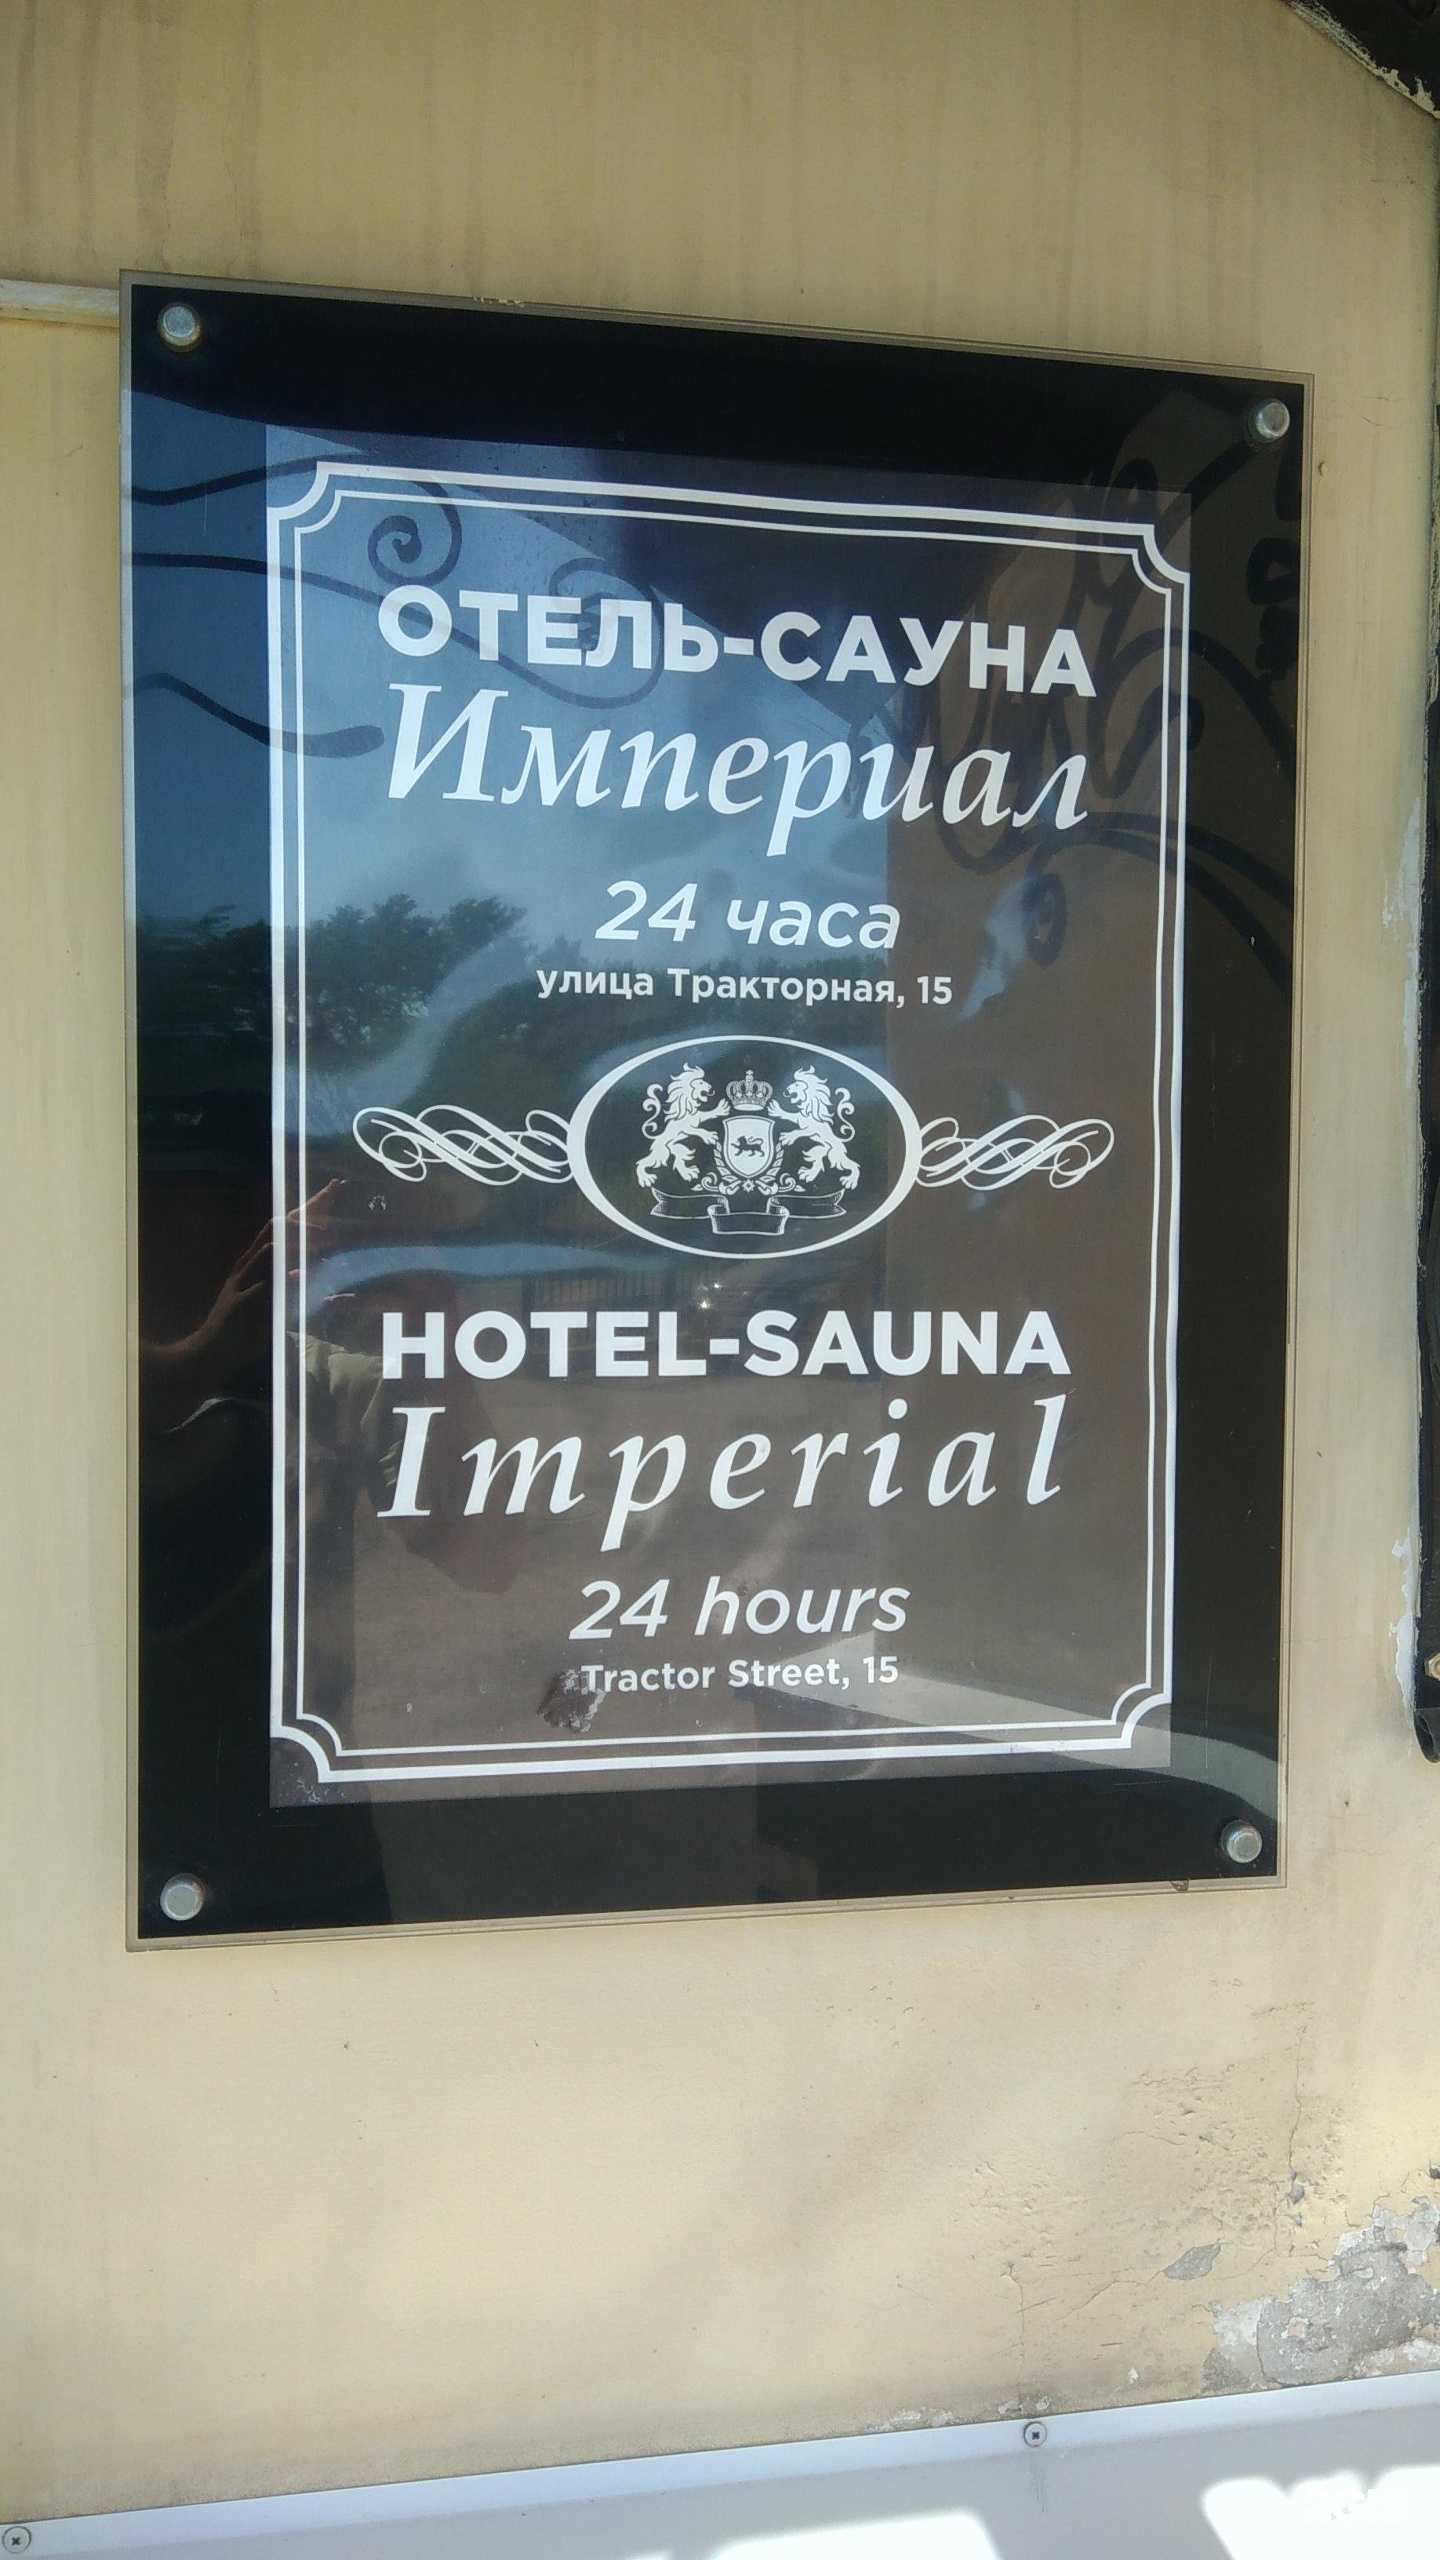 ОТЕЛЬ-САУНА
Империал
24 часа
улица Тракторная, 15
HOTEL-SAUNA
Imperial
24 hours
Tractor Street, 15